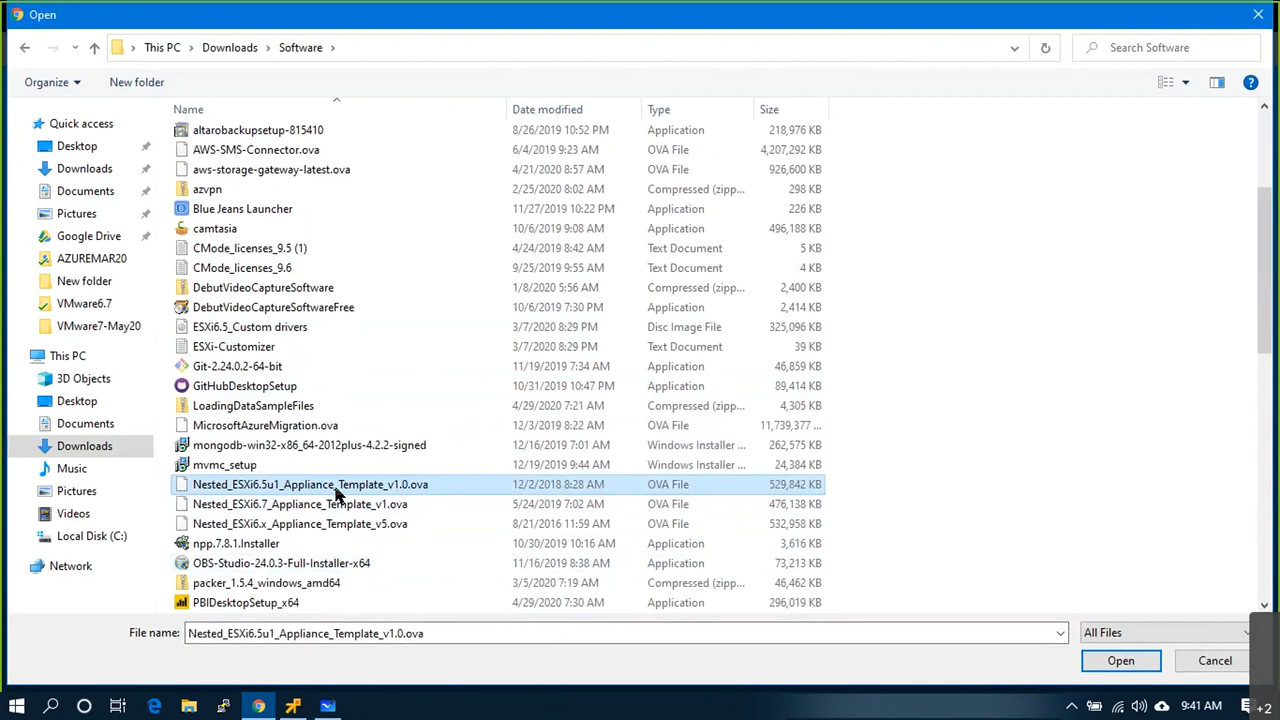 Open
This PC
Downloads
Software
Search Software
Organize
New folder
Name
Date modified
Type
Size
Quick access
Desktop
Downloads
Documents
Pictures
Google Drive
AZUREMAR20
New folder
VMware6.7
VMware7-May20
This PC
3D Objects
Desktop
Documents
Downloads
Music
Pictures
Videos
Local Disk (C:)
Network
altarobackupsetup-815410 8/26/2019 10:52 PM Application 218,976 KB
AWS-SMS-Connector.ova 6/4/2019 9:23 AM OVA File 4,207,292 KB
aws-storage-gateway-latest.ova 4/21/2020 8:57 AM OVA File 926,600 KB
azvpn 2/25/2020 8:02 AM Compressed (zipp... 298 KB
Blue Jeans Launcher 11/27/2019 10:22 PM Application 226 KB
camtasia 10/6/2019 9:08 AM Application 496,188 KB
CMode_licenses_9.5 (1) 4/24/2019 8:42 AM Text Document 5 KB
CMode_licenses_9.6 9/25/2019 9:55 AM Text Document 4 KB
DebutVideoCaptureSoftware 1/8/2020 5:56 AM Compressed (zipp... 2,400 KB
DebutVideoCaptureSoftwareFree 10/6/2019 7:30 PM Application 2,414 KB
ESXi6.5_Custom drivers 3/7/2020 8:29 PM Disc Image File 325,096 KB
ESXi-Customizer 3/7/2020 8:29 PM Text Document 39 KB
Git-2.24.0.2-64-bit 11/19/2019 7:34 AM Application 46,859 KB
GitHubDesktopSetup 10/31/2019 10:47 PM Application 89,414 KB
LoadingDataSampleFiles 4/29/2020 7:21 AM Compressed (zipp... 4,305 KB
MicrosoftAzureMigration.ova 12/3/2019 8:22 AM OVA File 11,739,377 ...
mongodb-win32-x86_64-2012plus-4.2.2-signed 12/16/2019 7:01 AM Windows Installer ... 262,575 KB
mvmc_setup 12/19/2019 9:44 AM Windows Installer ... 24,384 KB
Nested_ESXi6.5u1_Appliance_Template_v1.0.ova 12/2/2018 8:28 AM OVA File 529,842 KB
Nested_ESXi6.7_Appliance_Template_v1.ova 5/24/2019 7:02 AM OVA File 476,138 KB
Nested_ESXi6.x_Appliance_Template_v5.ova 8/21/2016 11:59 AM OVA File 532,958 KB
npp.7.8.1.Installer 10/30/2019 10:16 AM Application 3,616 KB
OBS-Studio-24.0.3-Full-Installer-x64 11/16/2019 8:38 AM Application 73,213 KB
packer_1.5.4_windows_amd64 3/5/2020 7:19 AM Compressed (zipp... 46,462 KB
PBIDesktopSetup_x64 4/29/2020 7:30 AM Application 296,019 KB
File name: Nested_ESXi6.5u1_Appliance_Template_v1.0.ova
All Files
Open
Cancel
9:41 AM
+2